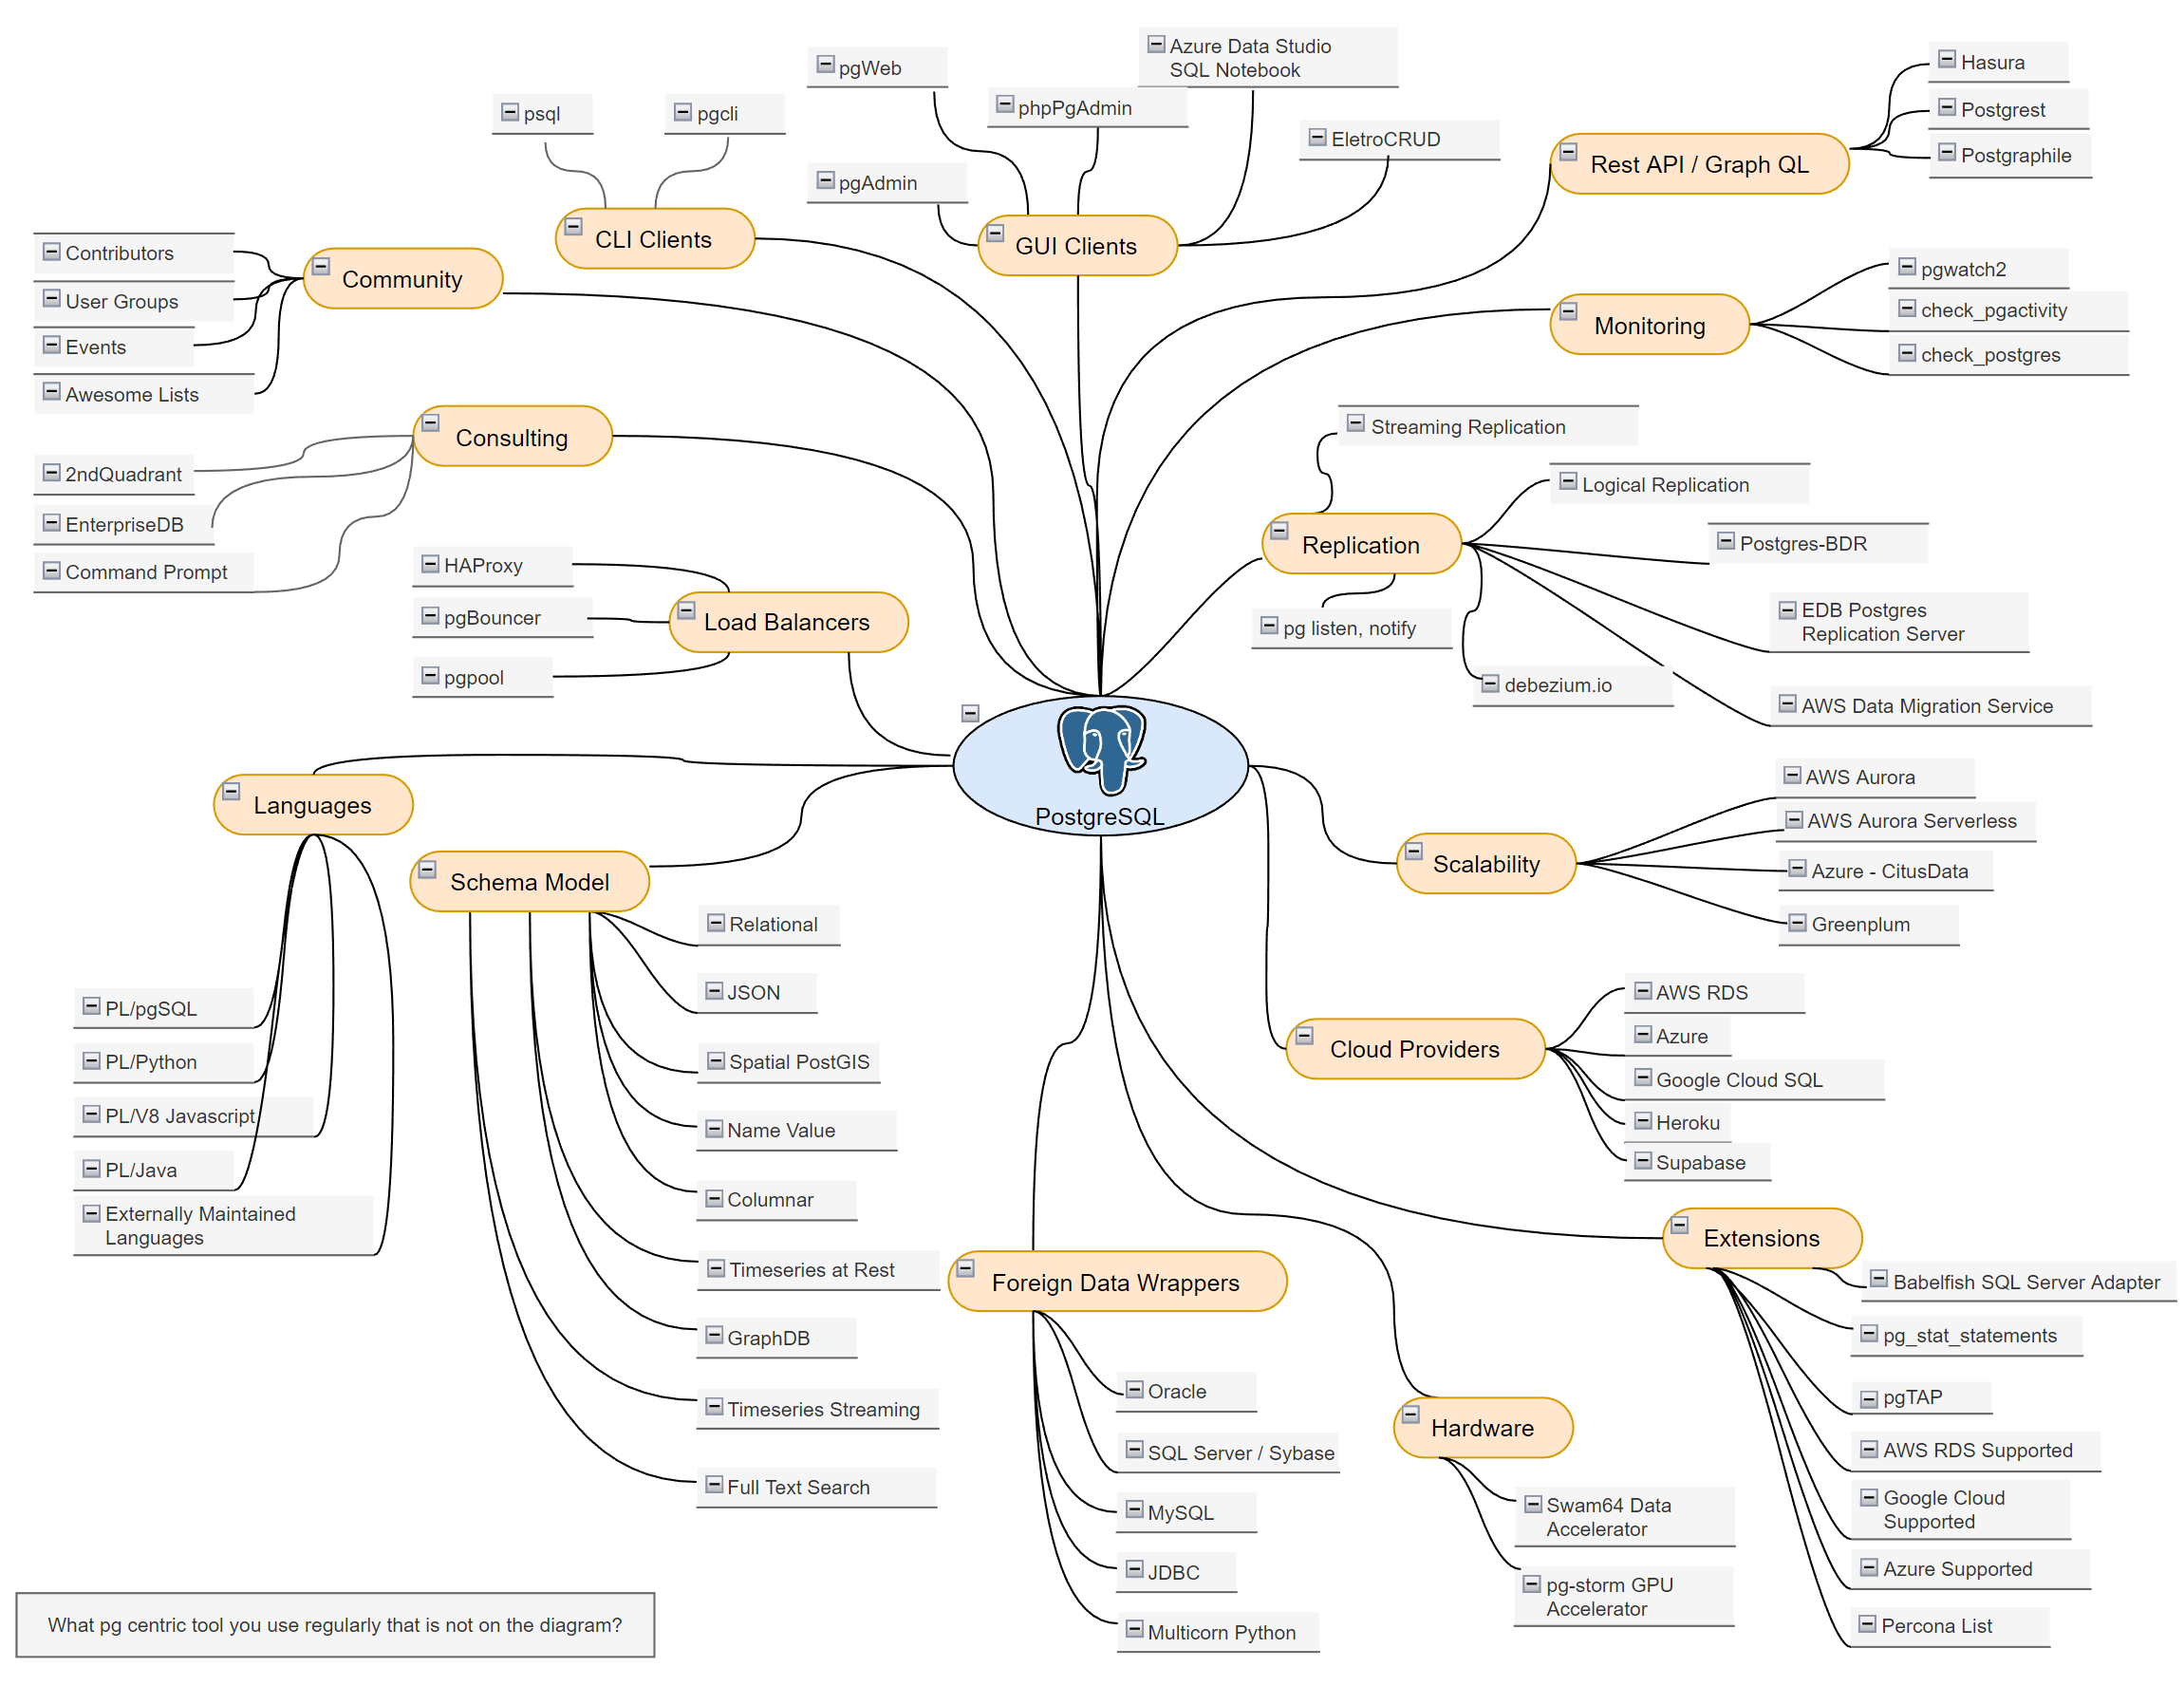 Azure Data Studio
SQL Notebook
pgWeb
phpPgAdmin
psql
pgcli
EletroCRUD
pgAdmin
CLI Clients
GUI Clients
Rest API / Graph QL
Hasura
Postgrest
Postgraphile
Community
Contributors
User Groups
Events
Awesome Lists
Monitoring
pgwatch2
check_pgactivity
check_postgres
Consulting
2ndQuadrant
EnterpriseDB
Command Prompt
Replication
Streaming Replication
Logical Replication
Postgres-BDR
EDB Postgres
Replication Server
AWS Data Migration Service
debezium.io
pg listen, notify
Load Balancers
HAProxy
pgBouncer
pgpool
PostgreSQL
Languages
PL/pgSQL
PL/Python
PL/V8 Javascript
PL/Java
Externally Maintained
Languages
Schema Model
Relational
JSON
Spatial PostGIS
Name Value
Columnar
Timeseries at Rest
GraphDB
Timeseries Streaming
Full Text Search
Scalability
AWS Aurora
AWS Aurora Serverless
Azure - CitusData
Greenplum
Cloud Providers
AWS RDS
Azure
Google Cloud SQL
Heroku
Supabase
Foreign Data Wrappers
Oracle
SQL Server / Sybase
MySQL
JDBC
Multicorn Python
Hardware
Swam64 Data
Accelerator
pg-storm GPU
Accelerator
Extensions
Babelfish SQL Server Adapter
pg_stat_statements
pgTAP
AWS RDS Supported
Google Cloud
Supported
Azure Supported
Percona List
What pg centric tool you use regularly that is not on the diagram?